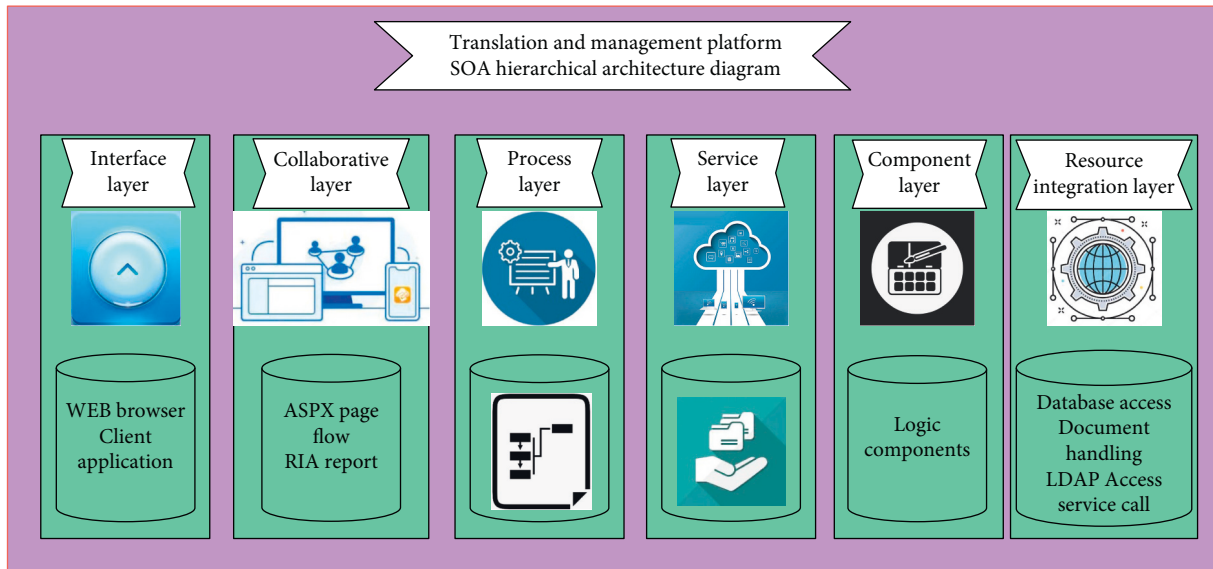 Translation and management platform
SOA hierarchical architecture diagram
Interface
layer
Collaborative
layer
Process
layer
Service
layer
Component
layer
Resource
integration layer
WEB browser
Client
application
ASPX page
flow
RIA report
Logic
components
Database access
Document
handling
LDAP Access
service call